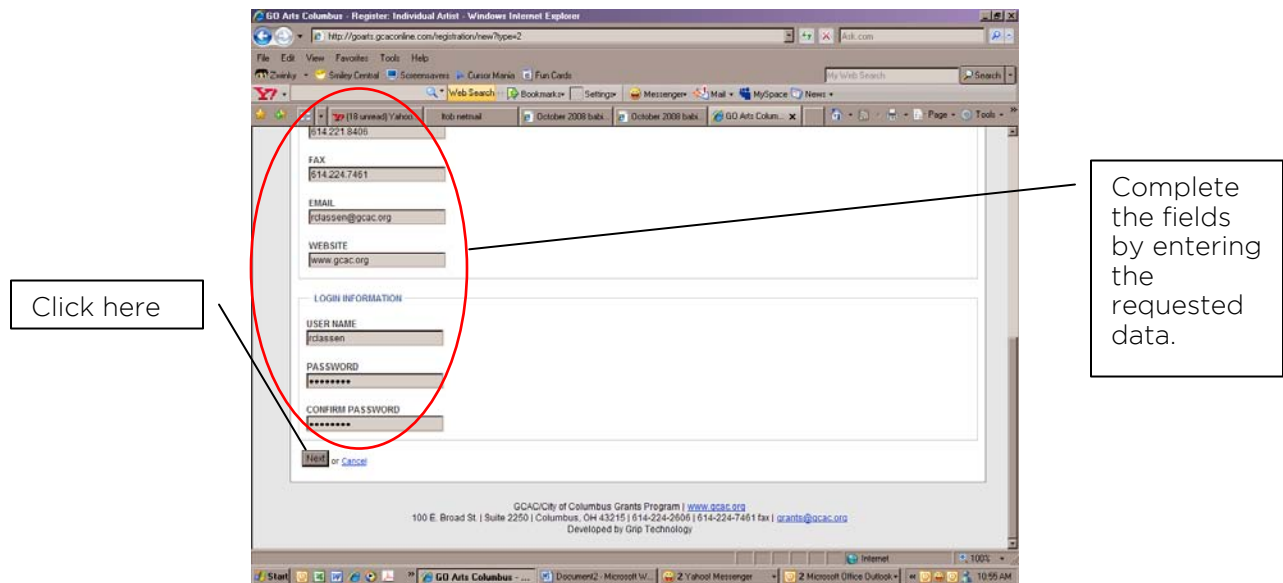 GO Arts Columbus - Register: Individual Artist - Windows Internet Explorer
http://goarts.gcaconline.com/registration/new?type=2
Ask.com
File Edit View Favorites Tools Help
Zwinky Smiley Central Screensavers Cursor Mania Fun Cards
My Web Search
Search
Y7
Web Search
Bookmarks Settings Messenger Mail MySpace News
(18 unread) Yahoo...
Rob netmail
October 2008 babi...
October 2008 babi...
GO Arts Colum... X
Page Tools
614.221.8406
FAX
614.224.7461
EMAIL
rclassen@gcac.org
WEBSITE
www.gcac.org
LOGIN INFORMATION
USER NAME
rclassen
PASSWORD
••••••••
CONFIRM PASSWORD
••••••••
Next or Cancel
GCAC/City of Columbus Grants Program | www.gcac.org
100 E. Broad St. | Suite 2250 | Columbus, OH 43215 | 614-224-2606 | 614-224-7461 fax | grants@gcac.org
Developed by Grip Technology
Internet
100%
Start
GO Arts Columbus - ...
Document2 - Microsoft W...
2 Yahoo! Messenger
2 Microsoft Office Outlook
10:55 AM
Click here
Complete
the fields
by entering
the
requested
data.